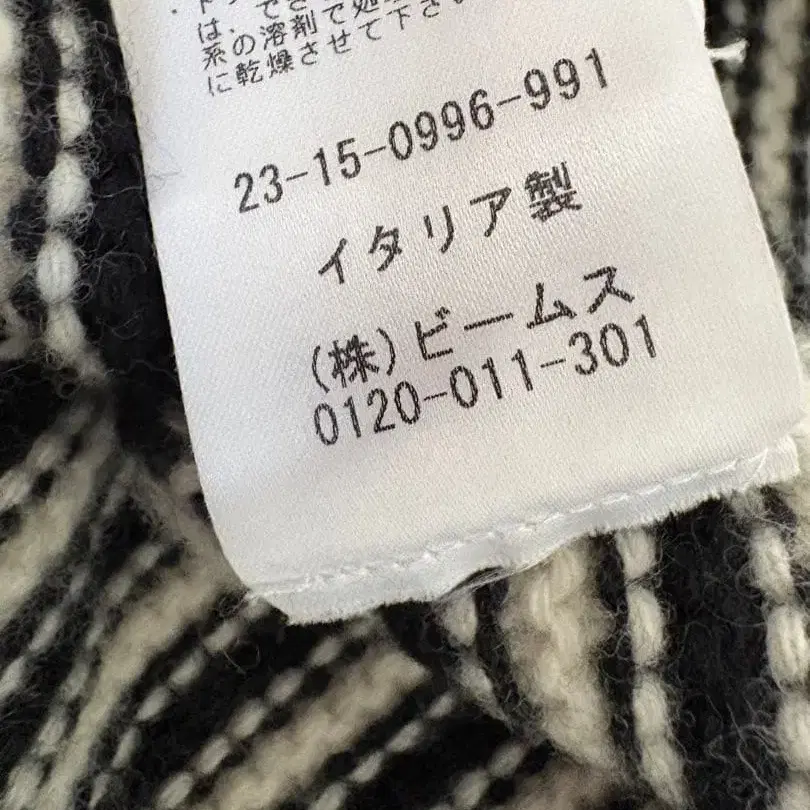 は、でき
系の溶剤で処
に乾燥させて下さ
23-15-0996-991
イタリア製
(株)ビームス
0120-011-301